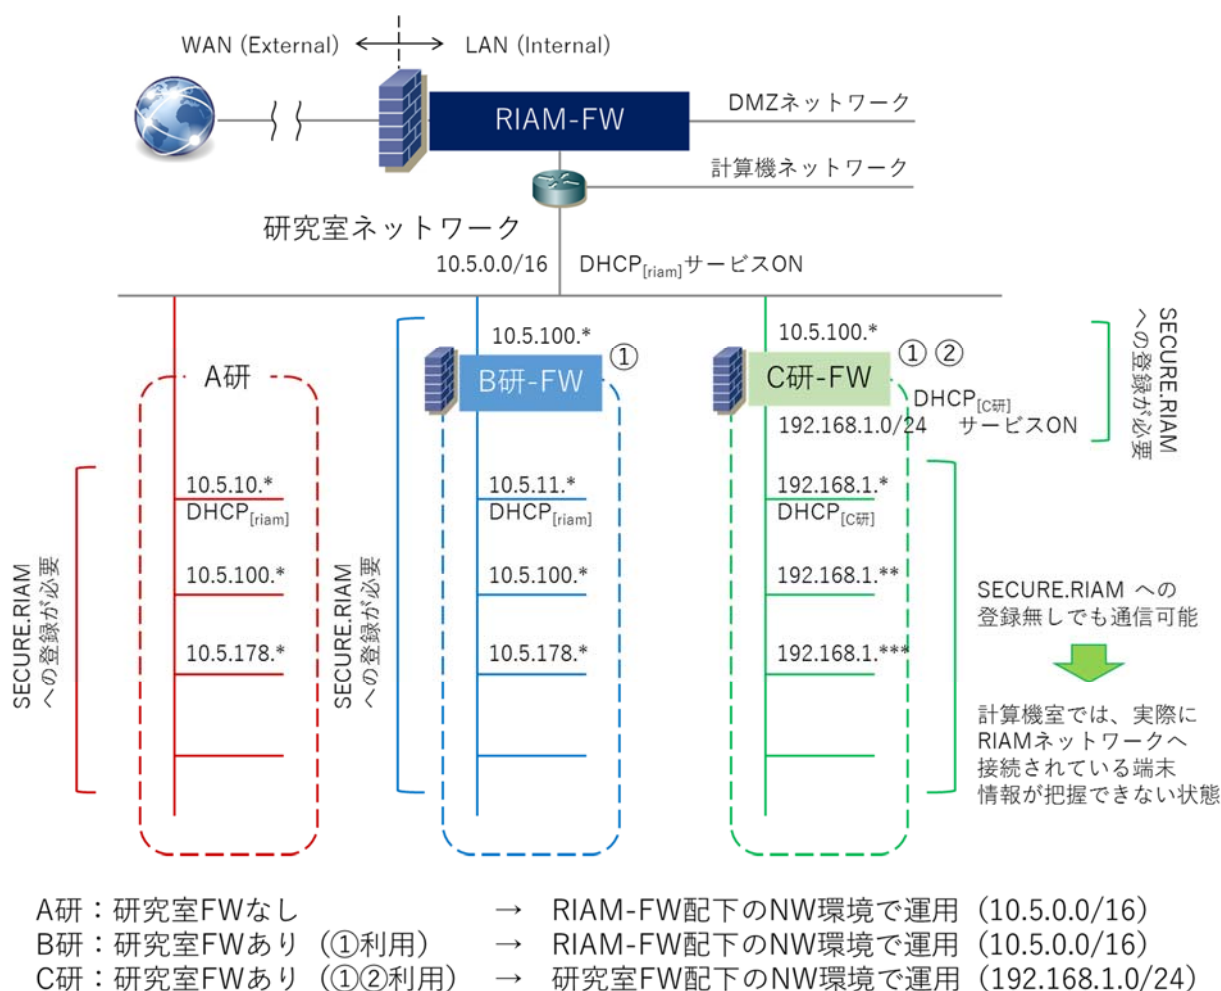 WAN (External)
LAN (Internal)
RIAM-FW
DMZネットワーク
計算機ネットワーク
研究室ネットワーク
10.5.0.0/16
DHCP[riam]サービスON
A研
SECURE.RIAM
への登録が必要
10.5.10.*
DHCP[riam]
10.5.100.*
10.5.178.*
SECURE.RIAM
への登録が必要
10.5.100.*
B研-FW
①
10.5.11.*
DHCP[riam]
10.5.100.*
10.5.178.*
10.5.100.*
C研-FW
① ②
DHCP[C研]
192.168.1.0/24 サービスON
SECURE.RIAM
への登録が必要
192.168.1.*
DHCP[C研]
192.168.1.**
192.168.1.***
SECURE.RIAM への
登録無しでも通信可能
計算機室では、実際に
RIAMネットワークへ
接続されている端末
情報が把握できない状態
A研：研究室FWなし → RIAM-FW配下のNW環境で運用（10.5.0.0/16）
B研：研究室FWあり（①利用） → RIAM-FW配下のNW環境で運用（10.5.0.0/16）
C研：研究室FWあり（①②利用） → 研究室FW配下のNW環境で運用（192.168.1.0/24）